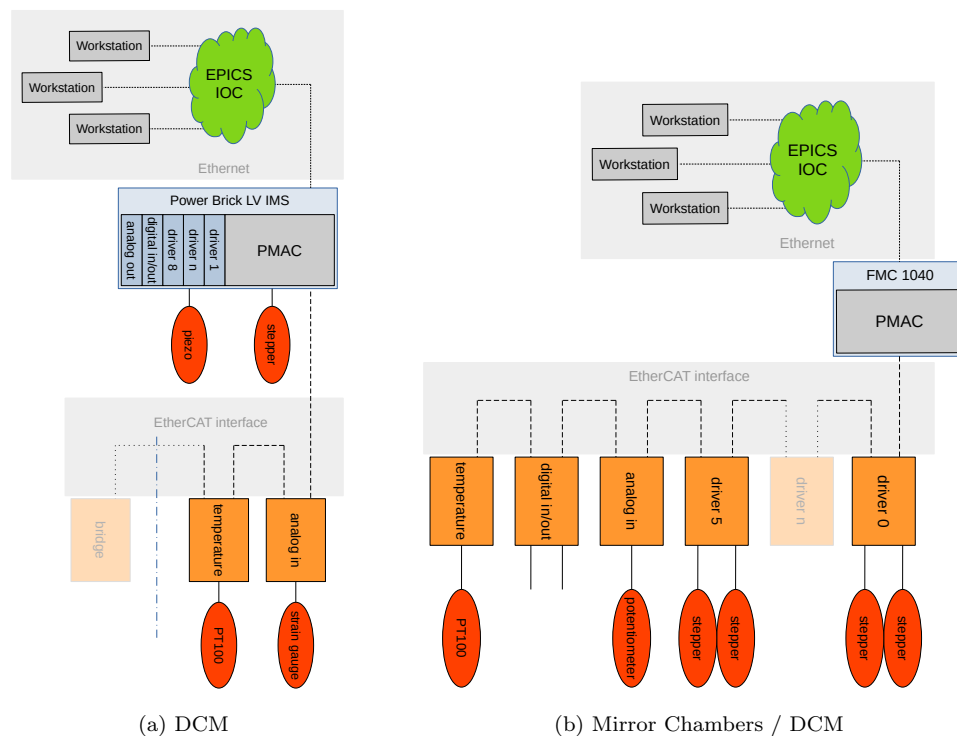 Workstation
Workstation
Workstation
EPICS
IOC
Ethernet
Power Brick LV IMS
analog out
digital in/out
driver 8
driver n
driver 1
PMAC
piezo
stepper
EtherCAT interface
bridge
temperature
analog in
PT100
strain gauge
(a) DCM
Workstation
Workstation
Workstation
EPICS
IOC
Ethernet
FMC 1040
PMAC
EtherCAT interface
temperature
digital in/out
analog in
driver 5
driver n
driver 0
PT100
potentiometer
stepper
stepper
stepper
stepper
(b) Mirror Chambers / DCM